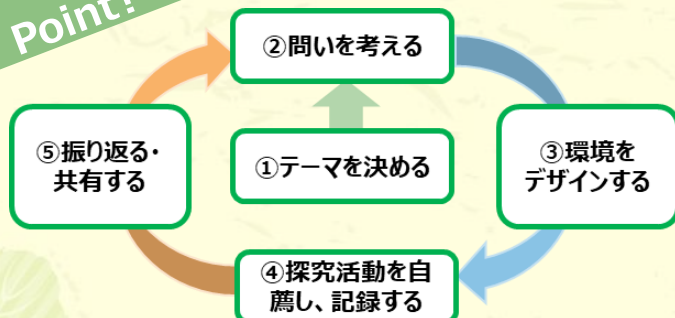 Point!
②問いを考える
⑤振り返る・
共有する
①テーマを決める
③環境を
デザインする
④探究活動を自
薦し、記録する